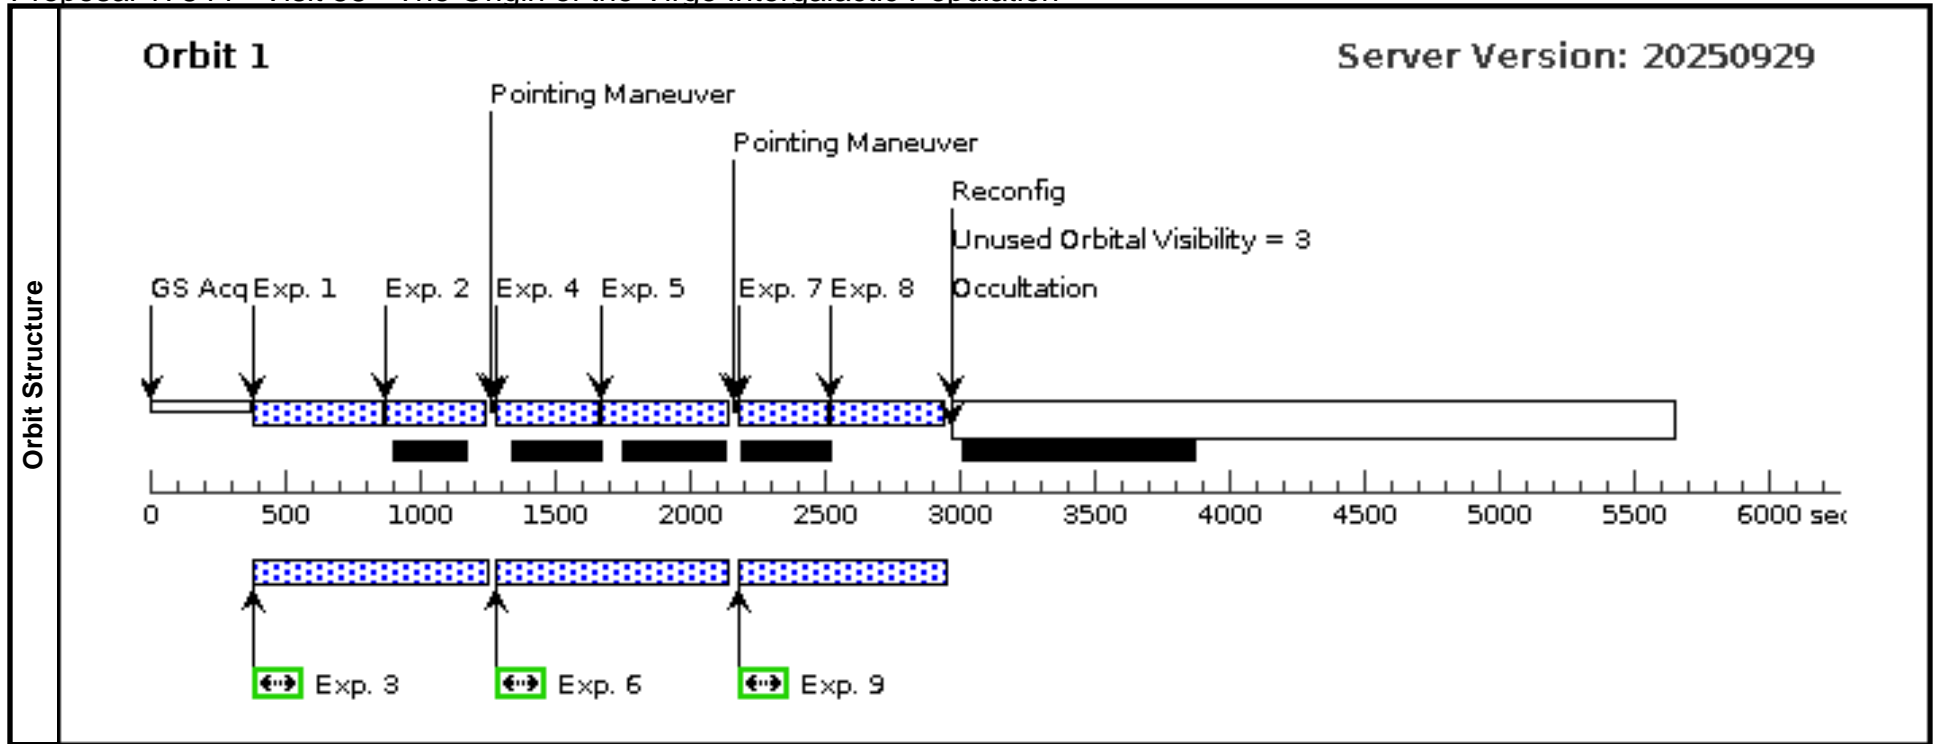 Orbit 1
Server Version: 20250929
Pointing Maneuver
Pointing Maneuver
Reconfig
Unused Orbital Visibility = 3
GS Acq Exp. 1 Exp. 2 Exp. 4 Exp. 5 Exp. 7 Exp. 8 Occultation
Orbit Structure
0 500 1000 1500 2000 2500 3000 3500 4000 4500 5000 5500 6000 sec
Exp. 3 Exp. 6 Exp. 9